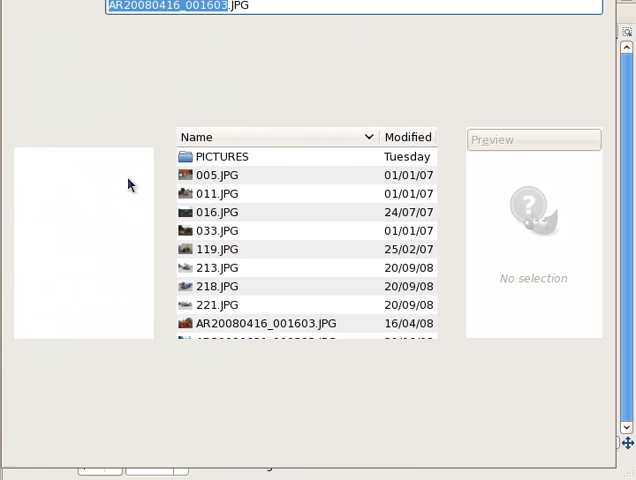 AR20080416_001603.JPG
Name Modified
PICTURES Tuesday
005.JPG 01/01/07
011.JPG 01/01/07
016.JPG 24/07/07
033.JPG 01/01/07
119.JPG 25/02/07
213.JPG 20/09/08
218.JPG 20/09/08
221.JPG 20/09/08
AR20080416_001603.JPG 16/04/08
Preview
No selection